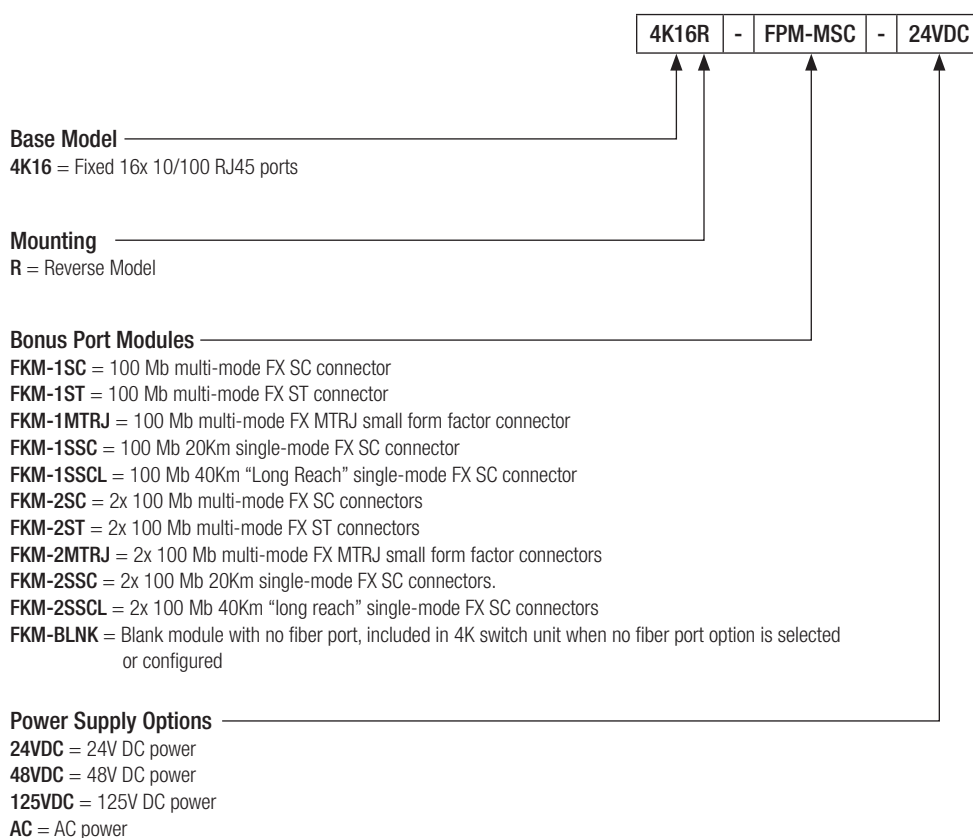 4K16R - FPM-MSC - 24VDC
Base Model
4K16 = Fixed 16x 10/100 RJ45 ports
Mounting
R = Reverse Model
Bonus Port Modules
FKM-1SC = 100 Mb multi-mode FX SC connector
FKM-1ST = 100 Mb multi-mode FX ST connector
FKM-1MTRJ = 100 Mb multi-mode FX MTRJ small form factor connector
FKM-1SSC = 100 Mb 20Km single-mode FX SC connector
FKM-1SSCL = 100 Mb 40Km “Long Reach” single-mode FX SC connector
FKM-2SC = 2x 100 Mb multi-mode FX SC connectors
FKM-2ST = 2x 100 Mb multi-mode FX ST connectors
FKM-2MTRJ = 2x 100 Mb multi-mode FX MTRJ small form factor connectors
FKM-2SSC = 2x 100 Mb 20Km single-mode FX SC connectors.
FKM-2SSCL = 2x 100 Mb 40Km “long reach” single-mode FX SC connectors
FKM-BLNK = Blank module with no fiber port, included in 4K switch unit when no fiber port option is selected
or configured
Power Supply Options
24VDC = 24V DC power
48VDC = 48V DC power
125VDC = 125V DC power
AC = AC power